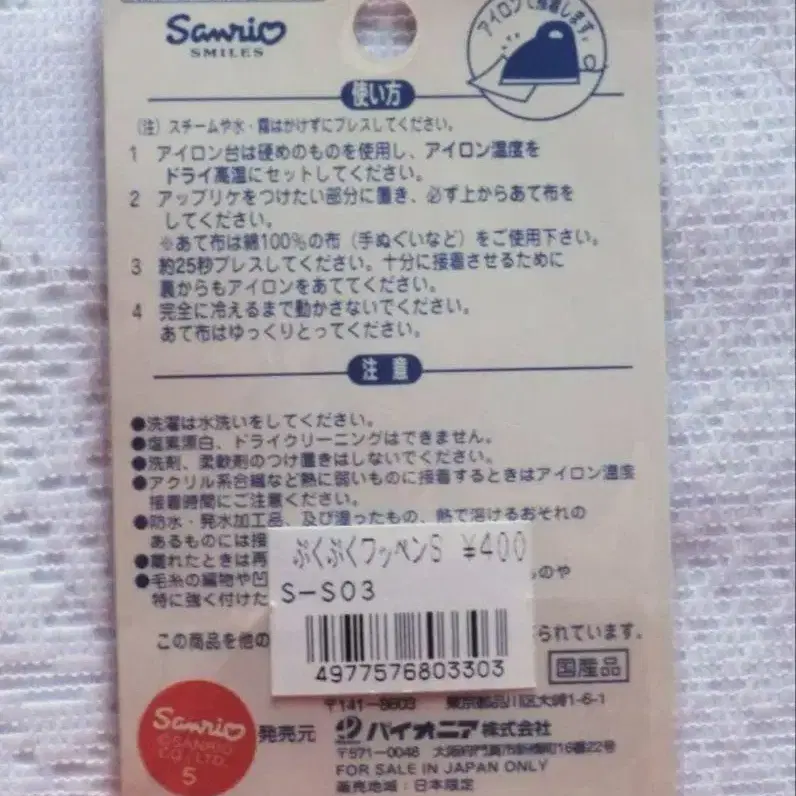 Sanrio
SMILES
アイロンで接着します。
使い方
(注) スチームや水・霧はかけずにプレスしてください。
1 アイロン台は硬めのものを使用し、アイロン温度を
ドライ高温にセットしてください。
2 アップリケをつけたい部分に置き、必ず上からあて布を
してください。
※あて布は綿100%の布(手ぬぐいなど)をご使用下さい。
3 約25秒プレスしてください。十分に接着させるために
裏からもアイロンをあててください。
4 完全に冷えるまで動かさないでください。
あて布はゆっくりとってください。
注意
●洗濯は水洗いをしてください。
●塩素漂白、ドライクリーニングはできません。
●洗剤、柔軟剤のつけ置きはしないでください。
●アクリル系合繊など熱に弱いものに接着するときはアイロン温度
接着時間にご注意ください。
●防水・発水加工品、及び湿ったもの、熱で溶けるおそれの
あるものには接
●離れたときは再
●毛糸の編物や凹 ものや
特に強く付けた
ぷくぷくワッペンS ¥400
S-S03
4977576803303
この商品を他の られています。
国産品
〒141-8603 東京都品川区大崎1-6-1
Sanrio
©SANRIO
CO., LTD.
5
発売元 パイオニア株式会社
〒571-0048 大阪府門真市新橋町16番22号
FOR SALE IN JAPAN ONLY
販売地域:日本限定